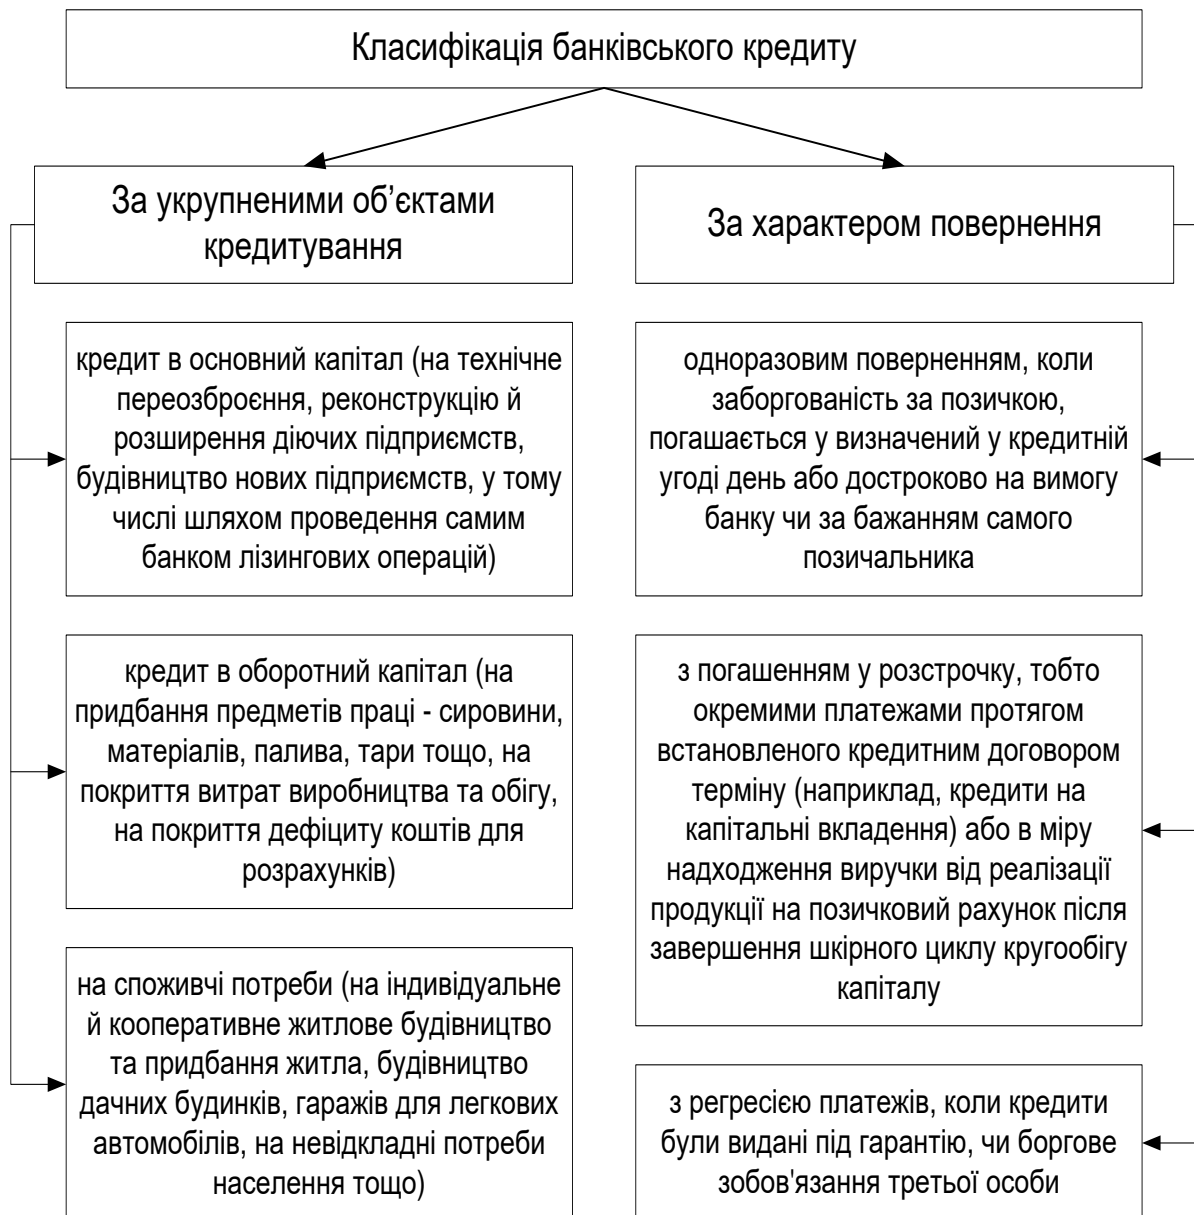 Класифікація банківського кредиту
За укрупненими об’єктами
кредитування
кредит в основний капітал (на технічне
переозброєння, реконструкцію й
розширення діючих підприємств,
будівництво нових підприємств, у тому
числі шляхом проведення самим
банком лізингових операцій)
кредит в оборотний капітал (на
придбання предметів праці - сировини,
матеріалів, палива, тари тощо, на
покриття витрат виробництва та обігу,
на покриття дефіциту коштів для
розрахунків)
на споживчі потреби (на індивідуальне
й кооперативне житлове будівництво
та придбання житла, будівництво
дачних будинків, гаражів для легкових
автомобілів, на невідкладні потреби
населення тощо)
За характером повернення
одноразовим поверненням, коли
заборгованість за позичкою,
погашається у визначений у кредитній
угоді день або достроково на вимогу
банку чи за бажанням самого
позичальника
з погашенням у розстрочку, тобто
окремими платежами протягом
встановленого кредитним договором
терміну (наприклад, кредити на
капітальні вкладення) або в міру
надходження виручки від реалізації
продукції на позичковий рахунок після
завершення шкірного циклу кругообігу
капіталу
з регресією платежів, коли кредити
були видані під гарантію, чи боргове
зобов'язання третьої особи